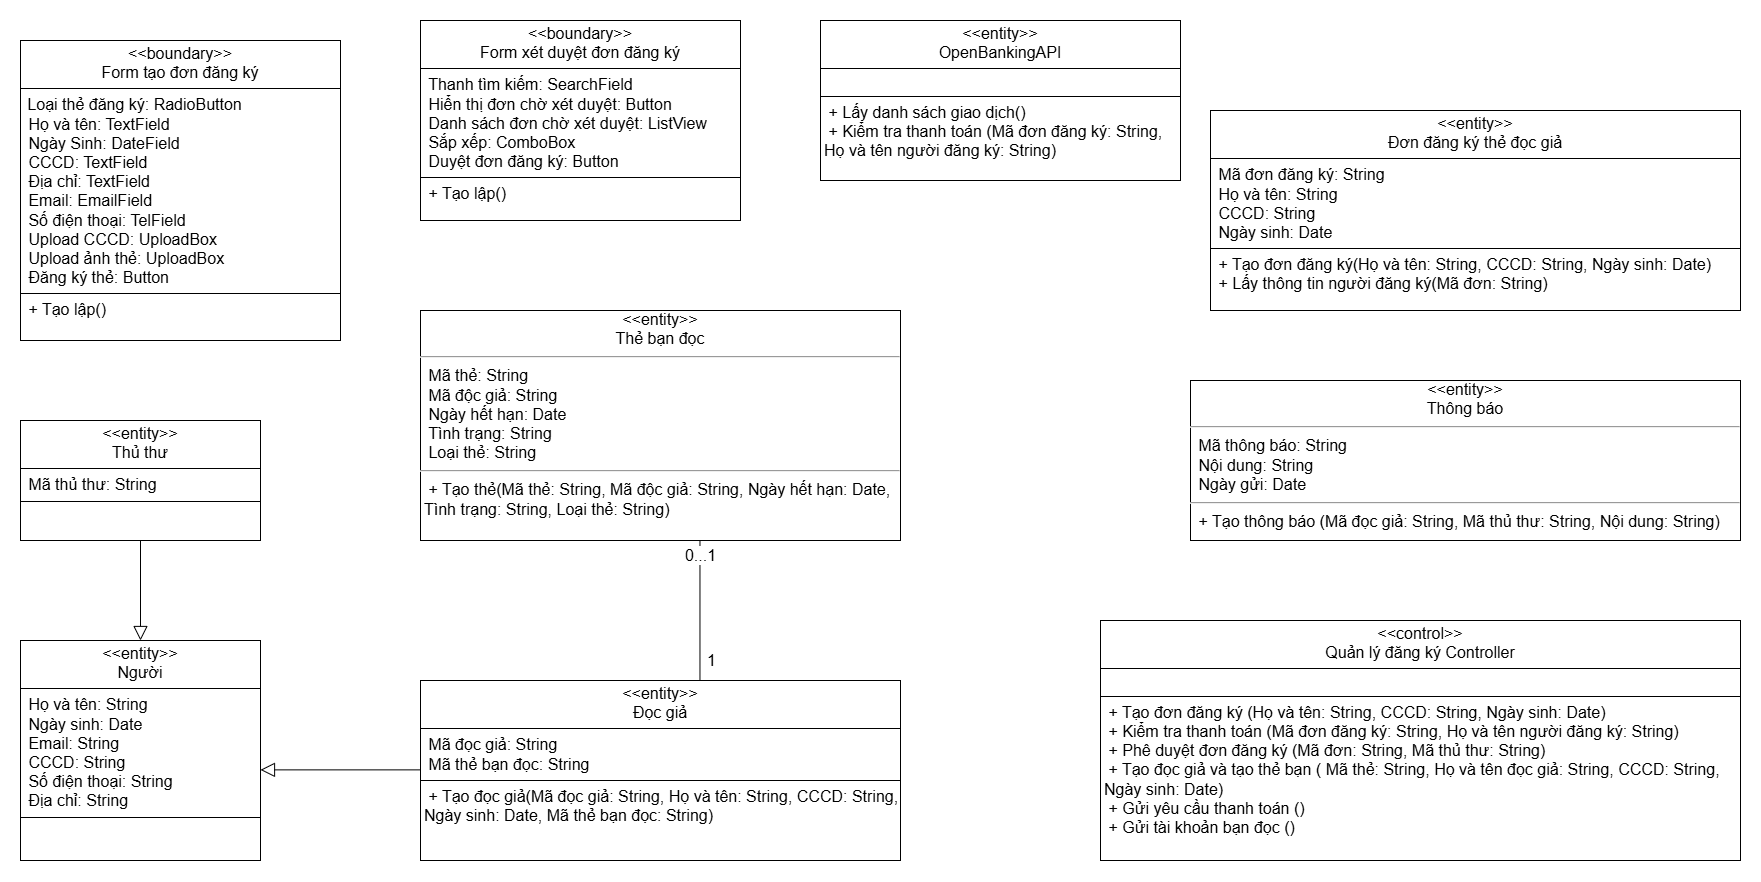 <<boundary>>
Form tạo đơn đăng ký
Loại thẻ đăng ký: RadioButton
Họ và tên: TextField
Ngày Sinh: DateField
CCCD: TextField
Địa chỉ: TextField
Email: EmailField
Số điện thoại: TelField
Upload CCCD: UploadBox
Upload ảnh thẻ: UploadBox
Đăng ký thẻ: Button
+ Tạo lập()
<<boundary>>
Form xét duyệt đơn đăng ký
Thanh tìm kiếm: SearchField
Hiển thị đơn chờ xét duyệt: Button
Danh sách đơn chờ xét duyệt: ListView
Sắp xếp: ComboBox
Duyệt đơn đăng ký: Button
+ Tạo lập()
<<entity>>
OpenBankingAPI
+ Lấy danh sách giao dịch()
+ Kiểm tra thanh toán (Mã đơn đăng ký: String,
Họ và tên người đăng ký: String)
<<entity>>
Đơn đăng ký thẻ đọc giả
Mã đơn đăng ký: String
Họ và tên: String
CCCD: String
Ngày sinh: Date
+ Tạo đơn đăng ký(Họ và tên: String, CCCD: String, Ngày sinh: Date)
+ Lấy thông tin người đăng ký(Mã đơn: String)
<<entity>>
Thẻ bạn đọc
Mã thẻ: String
Mã độc giả: String
Ngày hết hạn: Date
Tình trạng: String
Loại thẻ: String
+ Tạo thẻ(Mã thẻ: String, Mã độc giả: String, Ngày hết hạn: Date,
Tình trạng: String, Loại thẻ: String)
<<entity>>
Thông báo
Mã thông báo: String
Nội dung: String
Ngày gửi: Date
+ Tạo thông báo (Mã đọc giả: String, Mã thủ thư: String, Nội dung: String)
<<entity>>
Thủ thư
Mã thủ thư: String
0...1
1
<<entity>>
Người
Họ và tên: String
Ngày sinh: Date
Email: String
CCCD: String
Số điện thoại: String
Địa chỉ: String
<<entity>>
Đọc giả
Mã đọc giả: String
Mã thẻ bạn đọc: String
+ Tạo đọc giả(Mã đọc giả: String, Họ và tên: String, CCCD: String,
Ngày sinh: Date, Mã thẻ bạn đọc: String)
<<control>>
Quản lý đăng ký Controller
+ Tạo đơn đăng ký (Họ và tên: String, CCCD: String, Ngày sinh: Date)
+ Kiểm tra thanh toán (Mã đơn đăng ký: String, Họ và tên người đăng ký: String)
+ Phê duyệt đơn đăng ký (Mã đơn: String, Mã thủ thư: String)
+ Tạo đọc giả và tạo thẻ bạn ( Mã thẻ: String, Họ và tên đọc giả: String, CCCD: String,
Ngày sinh: Date)
+ Gửi yêu cầu thanh toán ()
+ Gửi tài khoản bạn đọc ()